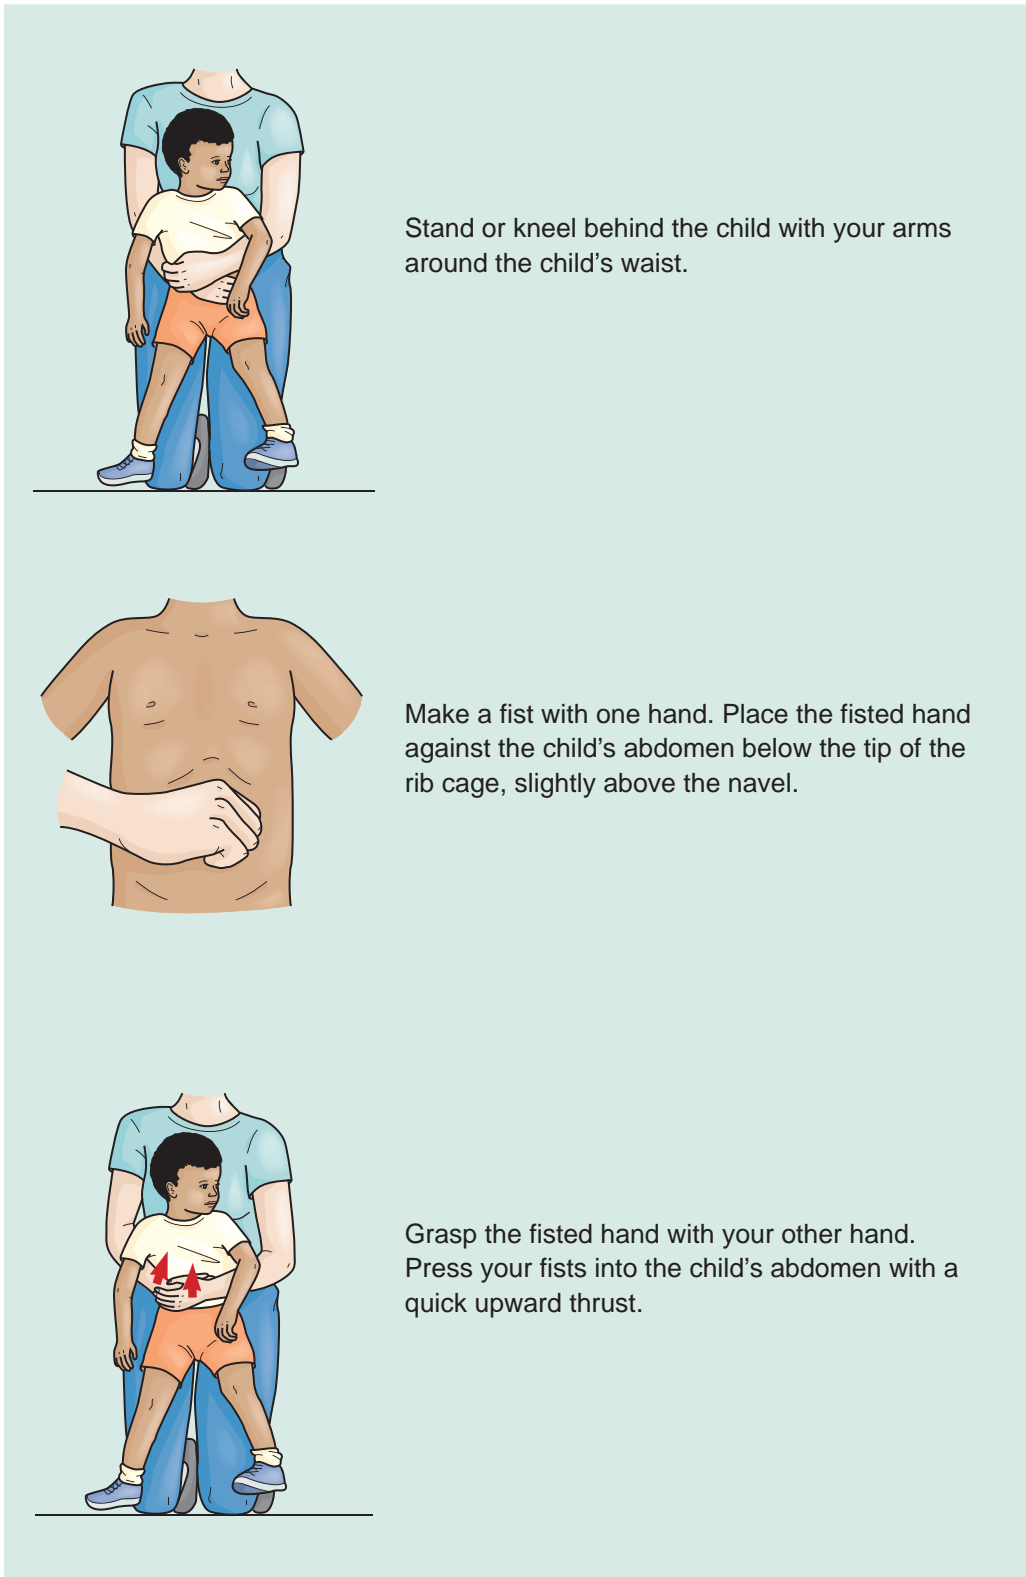 Stand or kneel behind the child with your arms
around the child’s waist.
Make a fist with one hand. Place the fisted hand
against the child’s abdomen below the tip of the
rib cage, slightly above the navel.
Grasp the fisted hand with your other hand.
Press your fists into the child’s abdomen with a
quick upward thrust.